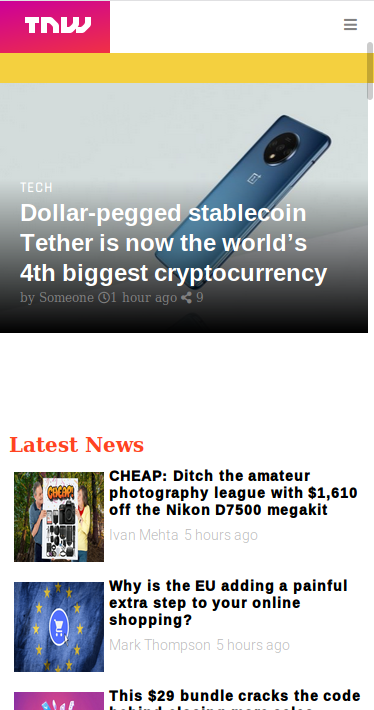 TNW
TECH
Dollar-pegged stablecoin
Tether is now the world’s
4th biggest cryptocurrency
by Someone 1 hour ago 9
Latest News
CHEAP!
CHEAP: Ditch the amateur
photography league with $1,610
off the Nikon D7500 megakit
Ivan Mehta 5 hours ago
Why is the EU adding a painful
extra step to your online
shopping?
Mark Thompson 5 hours ago
This $29 bundle cracks the code